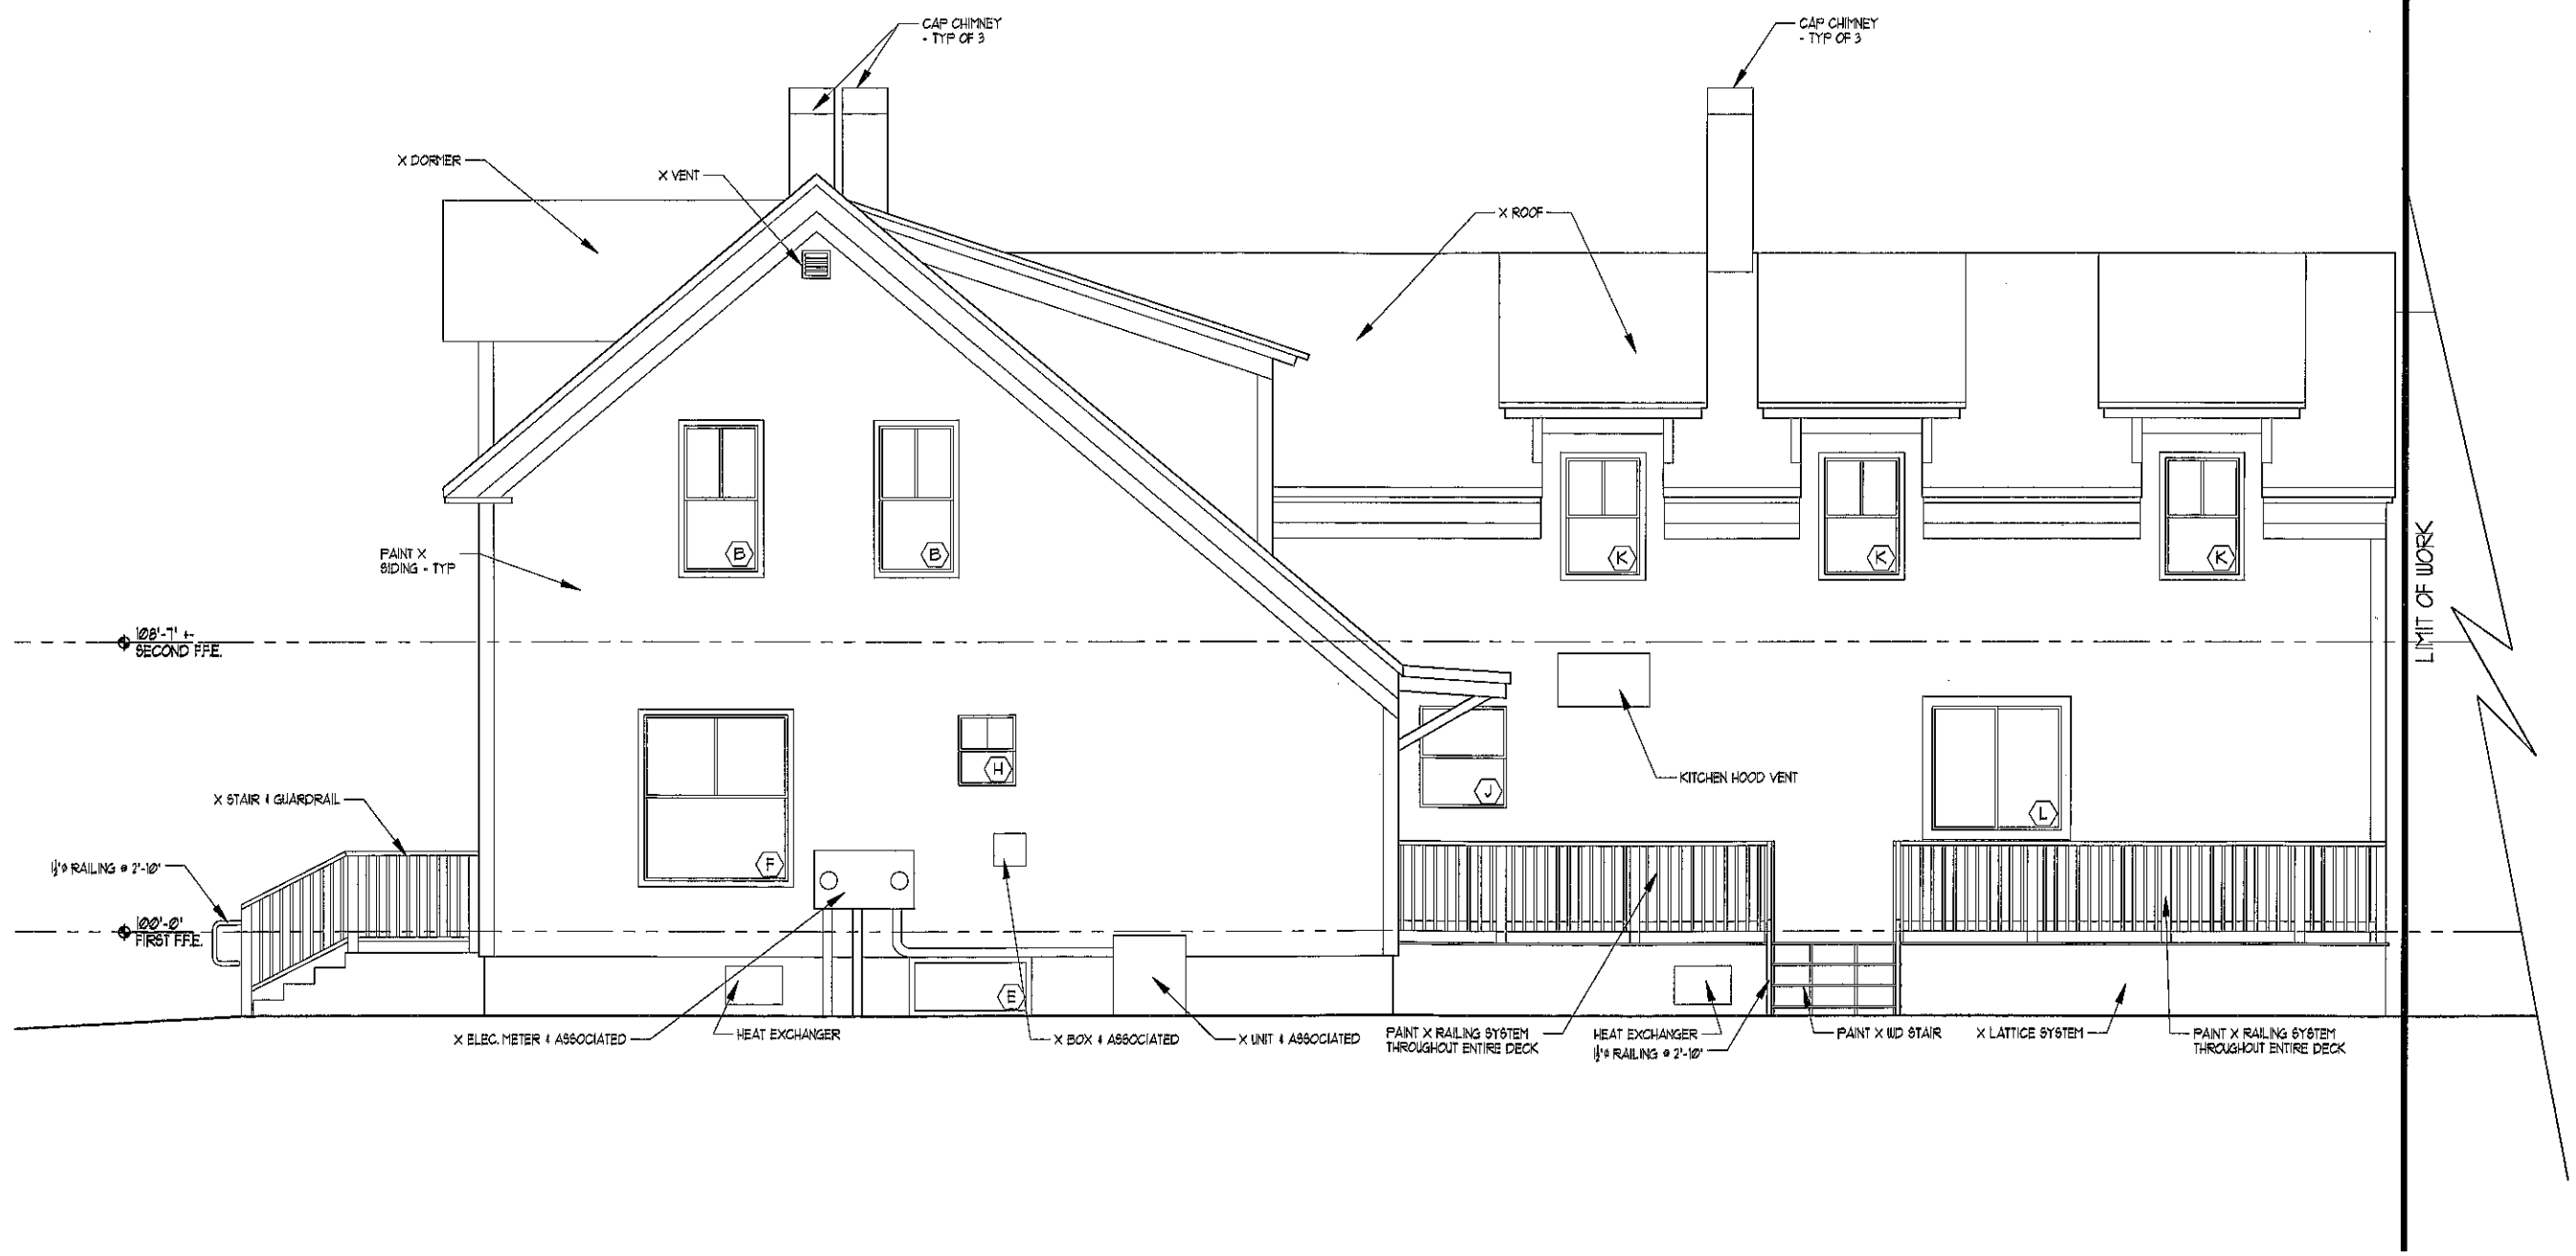 CAP CHIMNEY
- TYP OF 3
CAP CHIMNEY
- TYP OF 3
X DORMER
X VENT
X ROOF
PAINT X
SIDING - TYP
B
B
K
K
K
LIMIT OF WORK
108'-7" +-
SECOND F.F.E.
H
J
KITCHEN HOOD VENT
L
X STAIR & GUARDRAIL
F
1½"Ø RAILING @ 2'-10"
100'-0"
FIRST F.F.E.
E
X ELEC. METER & ASSOCIATED
HEAT EXCHANGER
X BOX & ASSOCIATED
X UNIT & ASSOCIATED
PAINT X RAILING SYSTEM
THROUGHOUT ENTIRE DECK
HEAT EXCHANGER
1½"Ø RAILING @ 2'-10"
PAINT X WD STAIR
X LATTICE SYSTEM
PAINT X RAILING SYSTEM
THROUGHOUT ENTIRE DECK